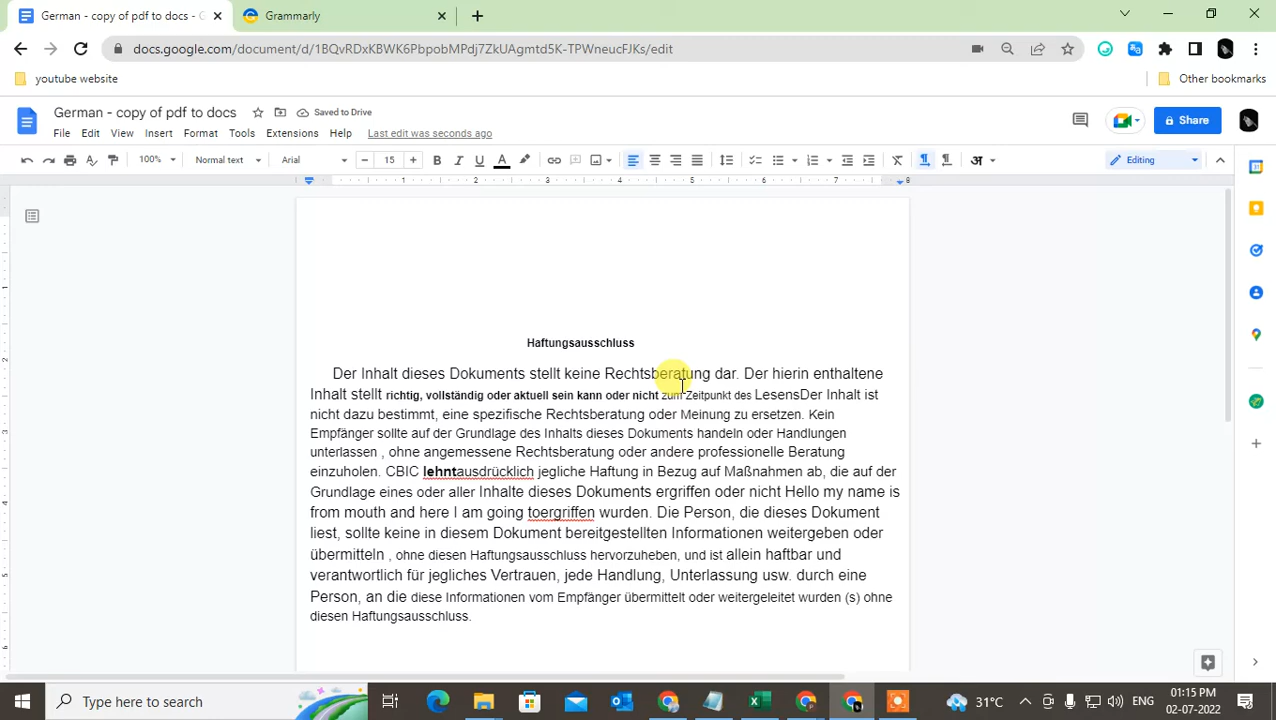 German - copy of pdf to docs - G
Grammarly
docs.google.com/document/d/1BQvRDxKBWK6PbpobMPdj7ZkUAgmtd5K-TPWneucFJKs/edit
youtube website
Other bookmarks
German - copy of pdf to docs
Saved to Drive
File Edit View Insert Format Tools Extensions Help Last edit was seconds ago
Share
100% Normal text Arial 15 Editing
1 2 3 4 5 6 7 8
Haftungsausschluss
Der Inhalt dieses Dokuments stellt keine Rechtsberatung dar. Der hierin enthaltene
Inhalt stellt richtig, vollständig oder aktuell sein kann oder nicht zum Zeitpunkt des LesensDer Inhalt ist
nicht dazu bestimmt, eine spezifische Rechtsberatung oder Meinung zu ersetzen. Kein
Empfänger sollte auf der Grundlage des Inhalts dieses Dokuments handeln oder Handlungen
unterlassen , ohne angemessene Rechtsberatung oder andere professionelle Beratung
einzuholen. CBIC lehntausdrücklich jegliche Haftung in Bezug auf Maßnahmen ab, die auf der
Grundlage eines oder aller Inhalte dieses Dokuments ergriffen oder nicht Hello my name is
from mouth and here I am going toergriffen wurden. Die Person, die dieses Dokument
liest, sollte keine in diesem Dokument bereitgestellten Informationen weitergeben oder
übermitteln , ohne diesen Haftungsausschluss hervorzuheben, und ist allein haftbar und
verantwortlich für jegliches Vertrauen, jede Handlung, Unterlassung usw. durch eine
Person, an die diese Informationen vom Empfänger übermittelt oder weitergeleitet wurden (s) ohne
diesen Haftungsausschluss.
Type here to search
31°C
ENG
01:15 PM
02-07-2022